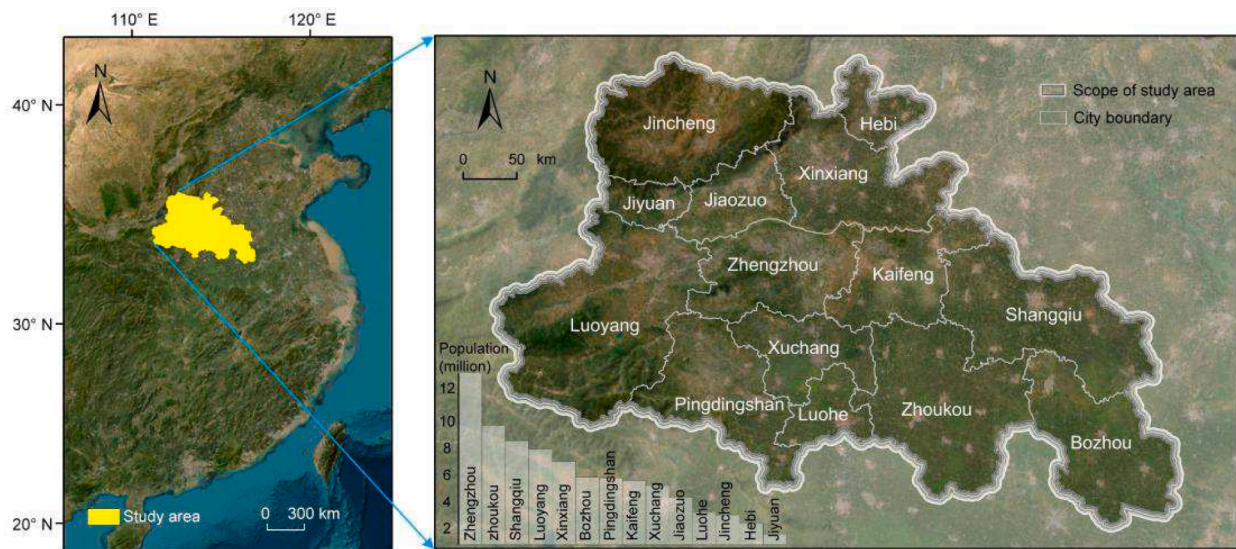 110° E
120° E
40° N
30° N
20° N
N
Study area
0 300 km
N
0 50 km
Scope of study area
City boundary
Jincheng
Hebi
Xinxiang
Jiyuan
Jiaozuo
Zhengzhou
Kaifeng
Luoyang
Shangqiu
Xuchang
Pingdingshan
Luohe
Zhoukou
Bozhou
Population
(million)
12
10
8
6
4
2
Zhengzhou
zhoukou
Shangqiu
Luoyang
Xinxiang
Bozhou
Pingdingshan
Kaifeng
Xuchang
Jiaozuo
Luohe
Jincheng
Hebi
Jiyuan